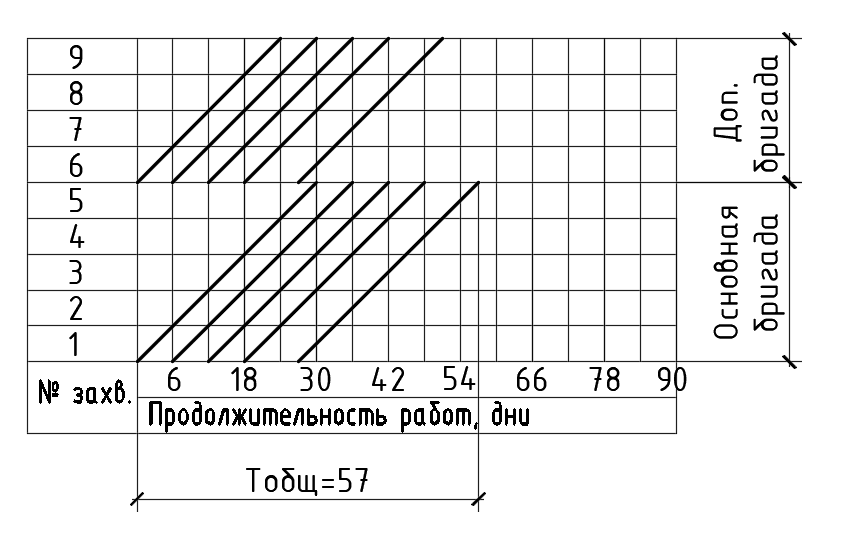 9
8
7
6
5
4
3
2
1
Доп. бригада
Основная бригада
№ захв.
6 18 30 42 54 66 78 90
Продолжительность работ, дни
Тобщ=57